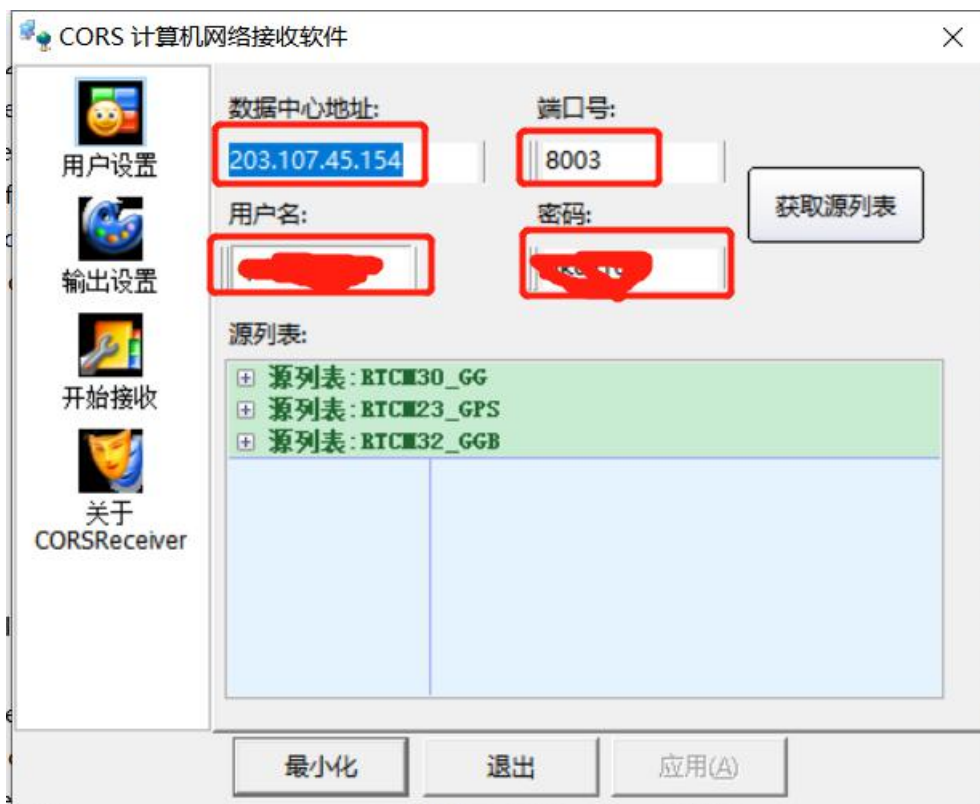 CORS 计算机网络接收软件
用户设置
输出设置
开始接收
关于
CORSReceiver
数据中心地址:
端口号:
203.107.45.154
8003
获取源列表
用户名:
密码:
源列表:
源列表:RTCM30_GG
源列表:RTCM23_GPS
源列表:RTCM32_GGB
最小化
退出
应用(A)